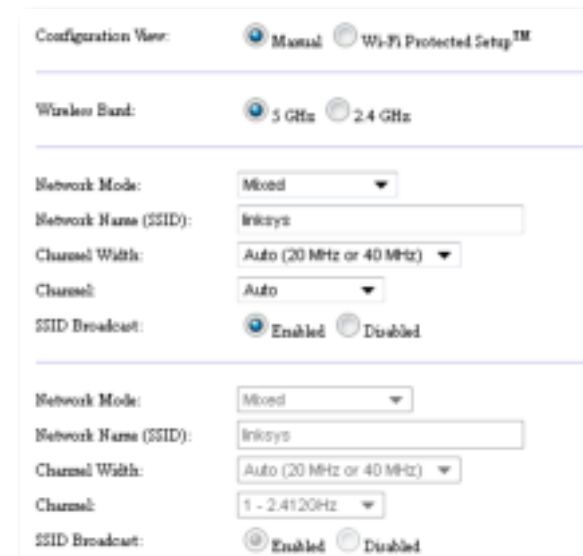 Configuration View: Manual Wi-Fi Protected Setup™
Wireless Band: 5 GHz 2.4 GHz
Network Mode: Mixed
Network Name (SSID): linksys
Channel Width: Auto (20 MHz or 40 MHz)
Channel: Auto
SSID Broadcast: Enabled Disabled
Network Mode: Mixed
Network Name (SSID): linksys
Channel Width: Auto (20 MHz or 40 MHz)
Channel: 1 - 2.412GHz
SSID Broadcast: Enabled Disabled